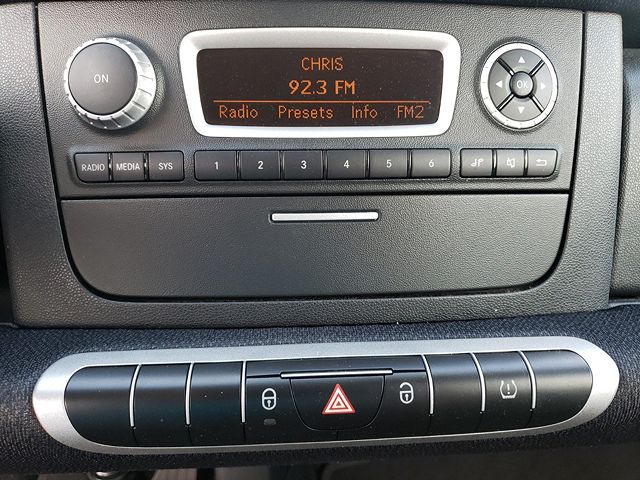 CHRIS
ON
92.3 FM
OK
Radio Presets Info FM2
RADIO MEDIA SYS 1 2 3 4 5 6